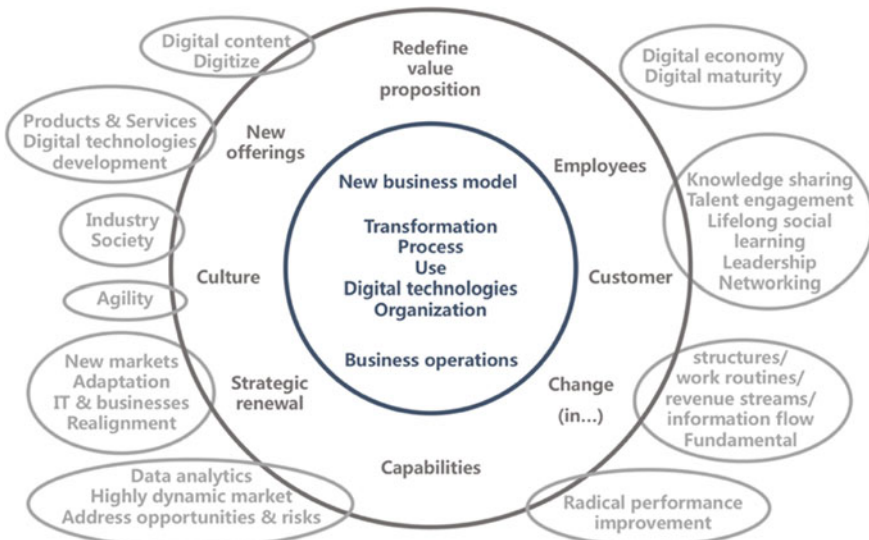 Digital content
Digitize
Redefine
value
proposition
Digital economy
Digital maturity
Products & Services
Digital technologies
development
New
offerings
Employees
New business model
Knowledge sharing
Talent engagement
Lifelong social
learning
Leadership
Networking
Industry
Society
Transformation
Process
Use
Digital technologies
Organization
Culture
Customer
Agility
Business operations
New markets
Adaptation
IT & businesses
Realignment
Strategic
renewal
Change
(in...)
structures/
work routines/
revenue streams/
information flow
Fundamental
Capabilities
Data analytics
Highly dynamic market
Address opportunities & risks
Radical performance
improvement